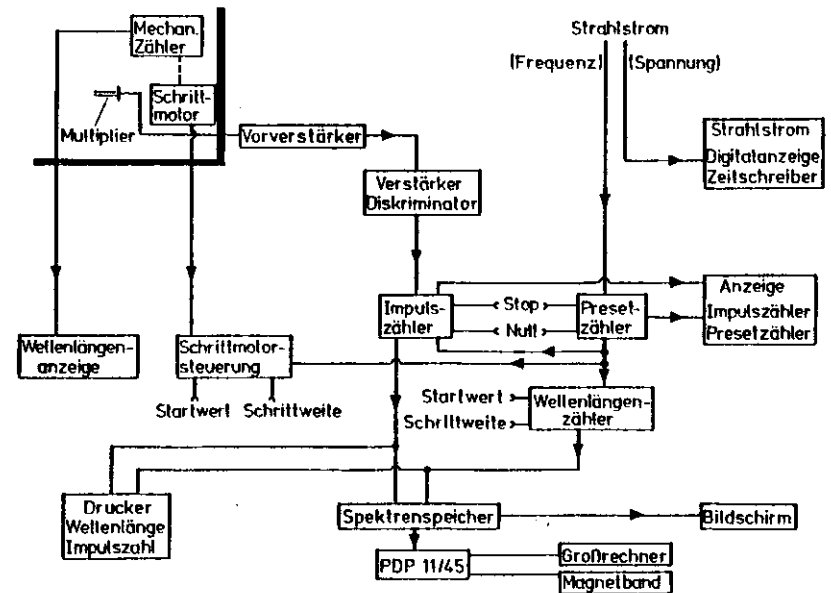 Mechan.
Zähler
Strahlstrom
(Frequenz)
(Spannung)
Schritt-
motor
Multiplier
Vorverstärker
Strahlstrom
Digitatanzeige
Zeitschreiber
Verstärker
Diskriminator
Impuls-
zähler
Stop
Null
Preset-
zähler
Anzeige
Impulszähler
Presetzähler
Wellenlängen-
anzeige
Schrittmotor-
steuerung
Startwert
Schrittweite
Startwert
Schrittweite
Wellenlängen-
zähler
Drucker
Wellenlänge
Impulszahl
Spektrenspeicher
Bildschirm
PDP 11/45
Großrechner
Magnetband